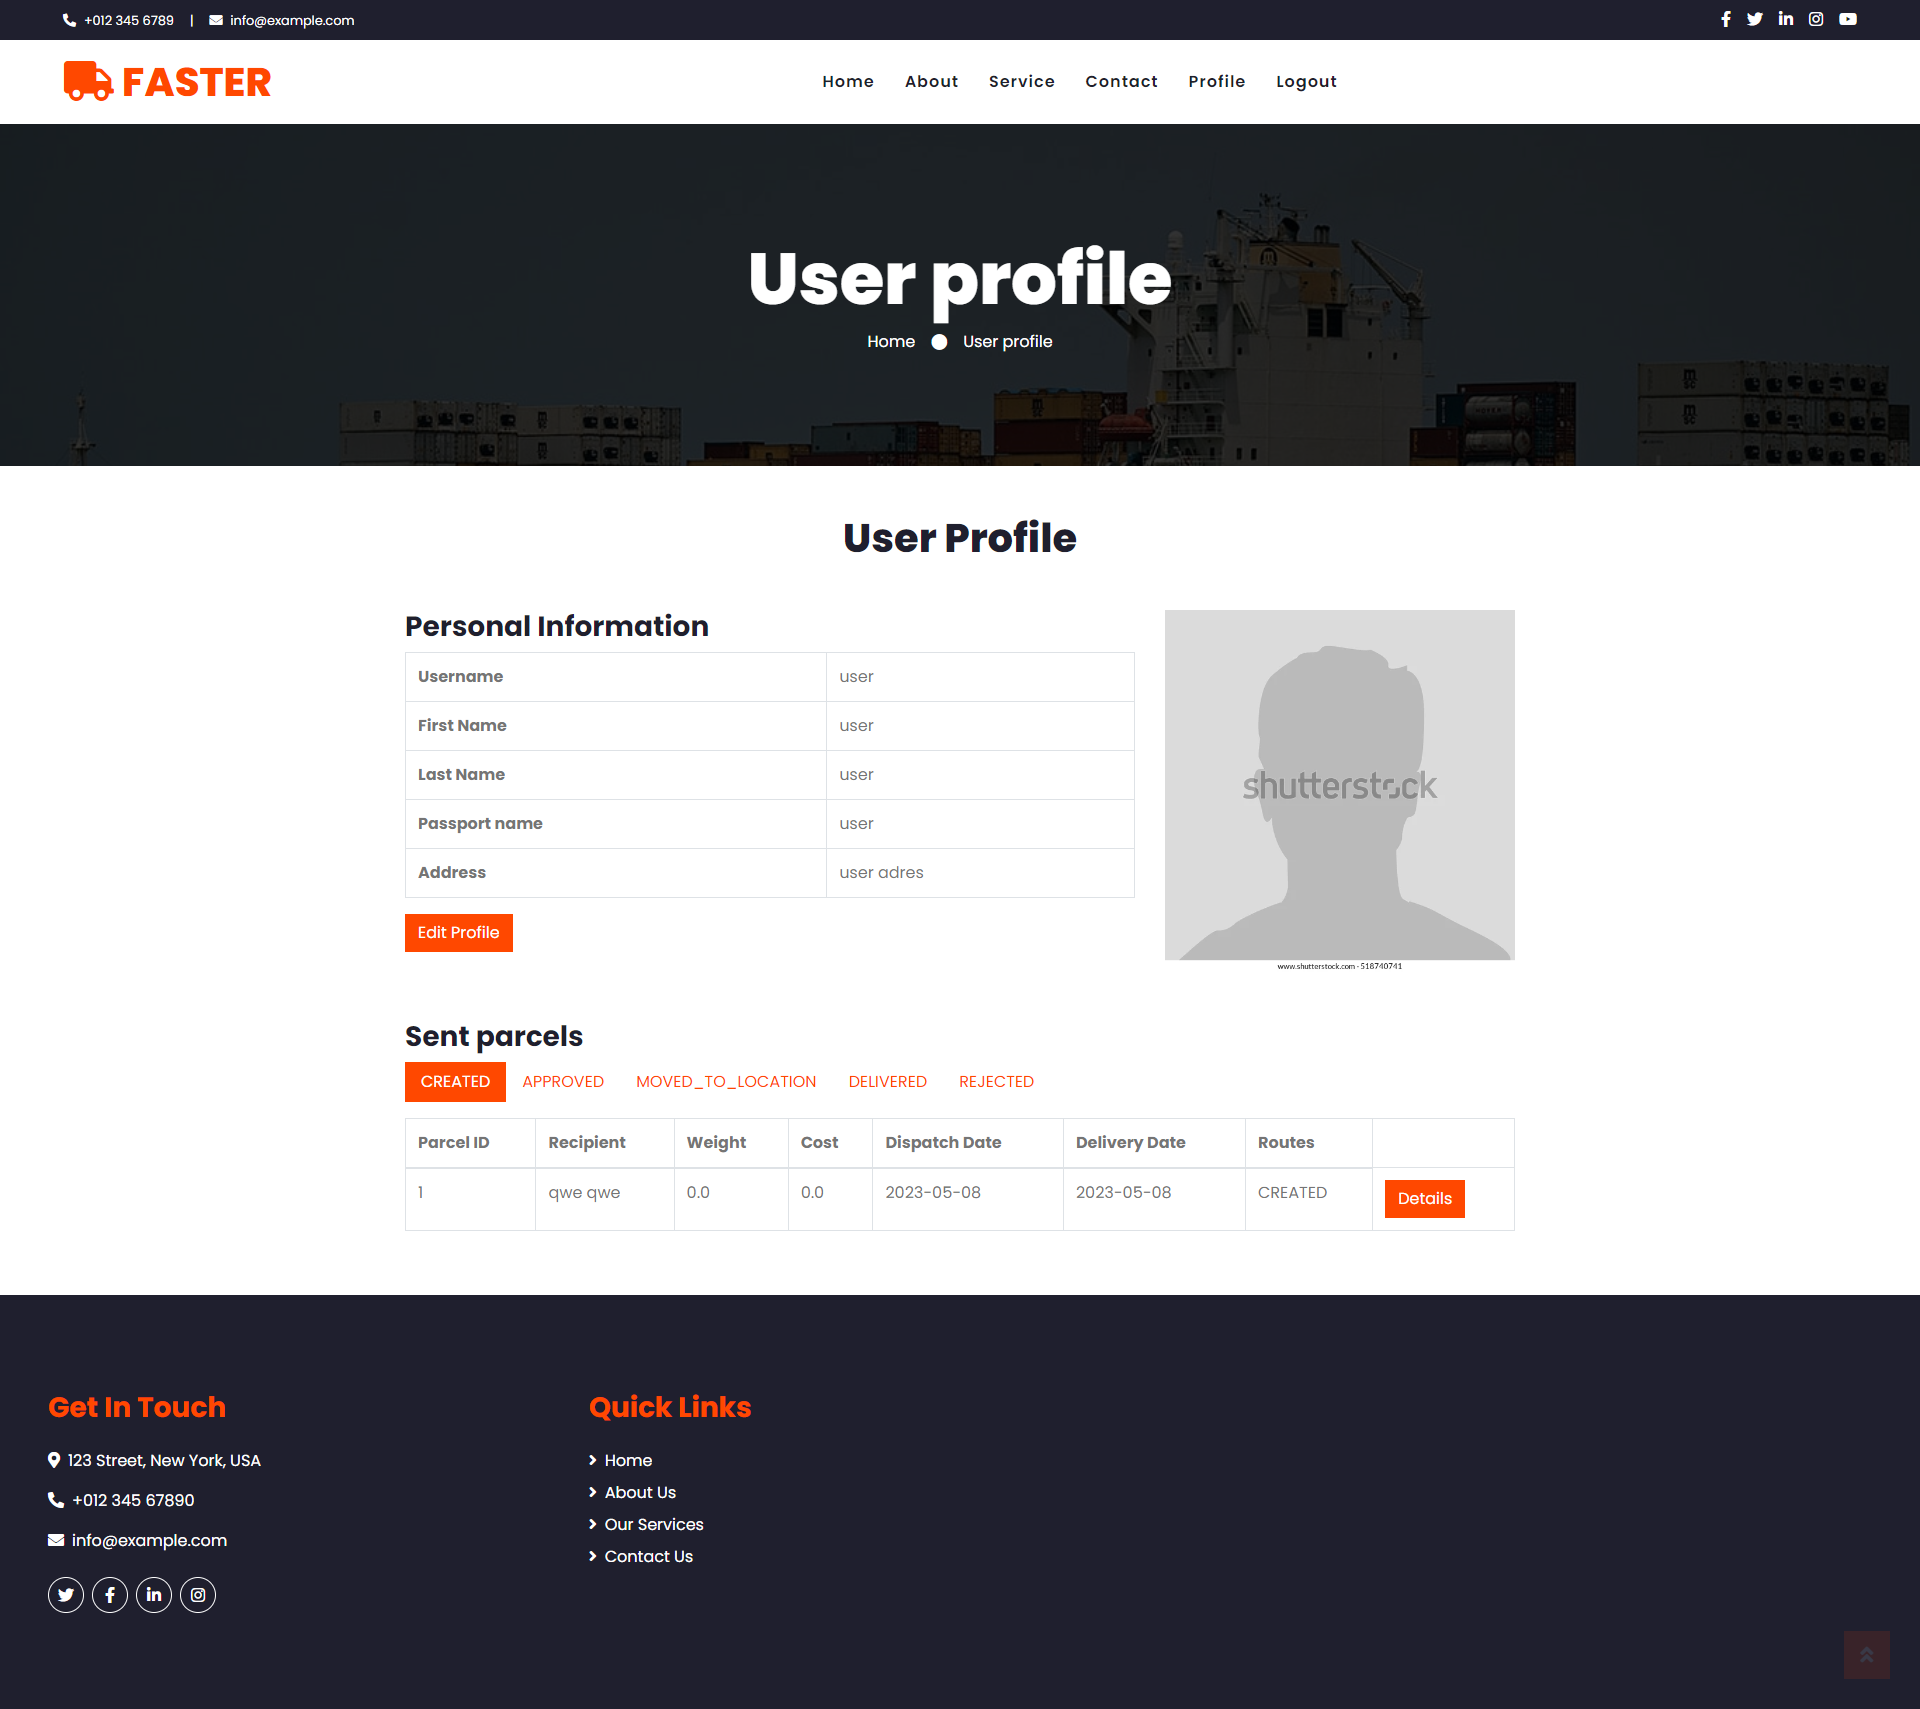 +012 345 6789 | info@example.com
FASTER
Home About Service Contact Profile Logout
User profile
Home User profile
User Profile
Personal Information
Username user
First Name user
Last Name user
Passport name user
Address user adres
Edit Profile
shutterstock
www.shutterstock.com · 518740741
Sent parcels
CREATED APPROVED MOVED_TO_LOCATION DELIVERED REJECTED
Parcel ID Recipient Weight Cost Dispatch Date Delivery Date Routes
1 qwe qwe 0.0 0.0 2023-05-08 2023-05-08 CREATED Details
Get In Touch
123 Street, New York, USA
+012 345 67890
info@example.com
Quick Links
Home
About Us
Our Services
Contact Us